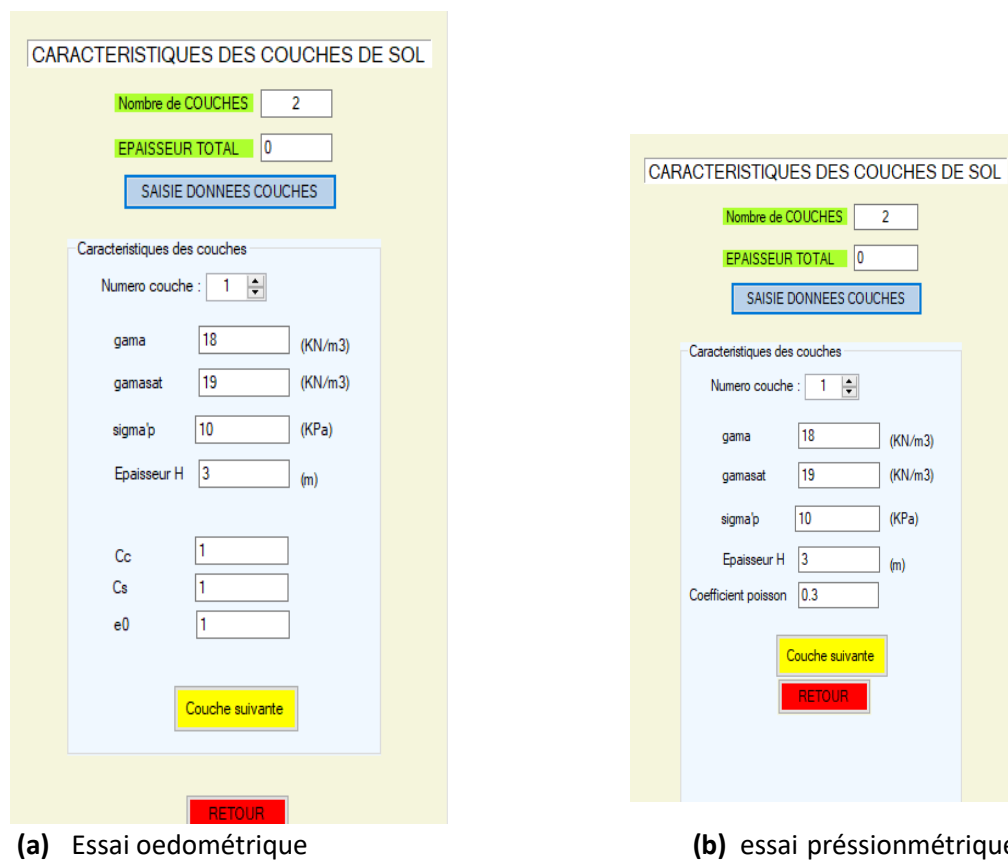 CARACTERISTIQUES DES COUCHES DE SOL
Nombre de COUCHES 2
EPAISSEUR TOTAL 0
SAISIE DONNEES COUCHES
Caracteristiques des couches
Numero couche : 1
gama 18 (KN/m3)
gamasat 19 (KN/m3)
sigma'p 10 (KPa)
Epaisseur H 3 (m)
Cc 1
Cs 1
e0 1
Couche suivante
RETOUR
(a) Essai oedométrique
CARACTERISTIQUES DES COUCHES DE SOL
Nombre de COUCHES 2
EPAISSEUR TOTAL 0
SAISIE DONNEES COUCHES
Caracteristiques des couches
Numero couche : 1
gama 18 (KN/m3)
gamasat 19 (KN/m3)
sigma'p 10 (KPa)
Epaisseur H 3 (m)
Coefficient poisson 0.3
Couche suivante
RETOUR
(b) essai préssionmétrique